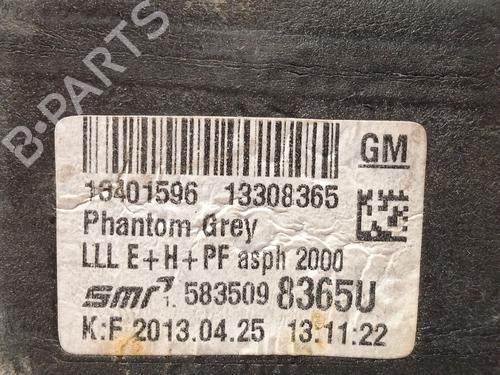 B-PARTS
GM
13401596 13308365
Phantom Grey
LLL E+H+PF asph 2000
smr 1. 583509 8365U
K:F 2013.04.25 13:11:22